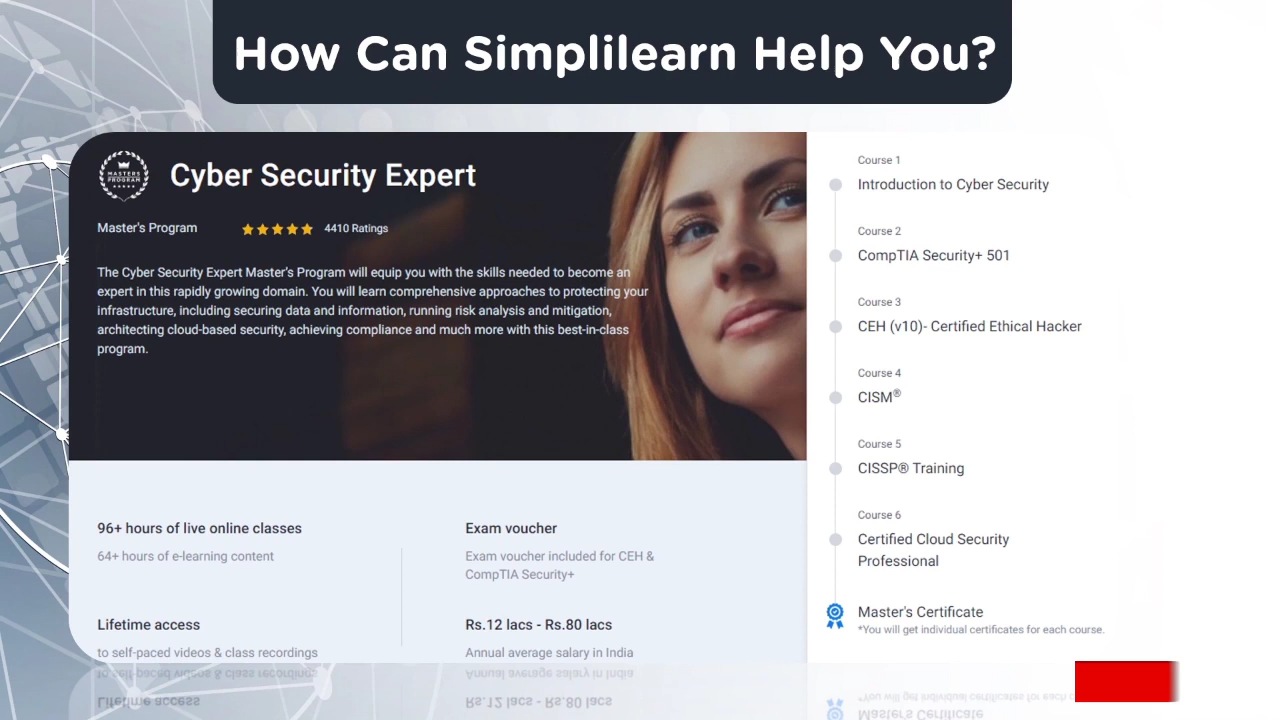 How Can Simplilearn Help You?
MASTERS
PROGRAM
Cyber Security Expert
Master's Program
4410 Ratings
The Cyber Security Expert Master's Program will equip you with the skills needed to become an
expert in this rapidly growing domain. You will learn comprehensive approaches to protecting your
infrastructure, including securing data and information, running risk analysis and mitigation,
architecting cloud-based security, achieving compliance and much more with this best-in-class
program.
96+ hours of live online classes
64+ hours of e-learning content
Exam voucher
Exam voucher included for CEH &
CompTIA Security+
Lifetime access
to self-paced videos & class recordings
Rs.12 lacs - Rs.80 lacs
Annual average salary in India
Course 1
Introduction to Cyber Security
Course 2
CompTIA Security+ 501
Course 3
CEH (v10)- Certified Ethical Hacker
Course 4
CISM®
Course 5
CISSP® Training
Course 6
Certified Cloud Security
Professional
Master's Certificate
*You will get individual certificates for each course.